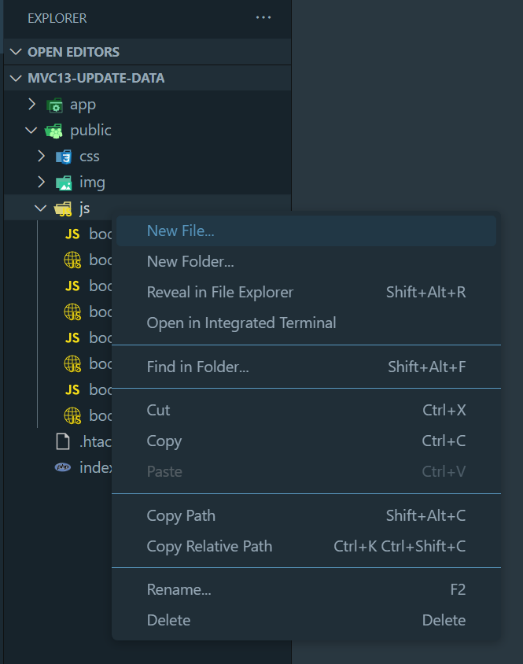 EXPLORER ...
OPEN EDITORS
MVC13-UPDATE-DATA
app
public
css
img
js
New File...
New Folder...
Reveal in File Explorer Shift+Alt+R
Open in Integrated Terminal
Find in Folder... Shift+Alt+F
Cut Ctrl+X
Copy Ctrl+C
Paste Ctrl+V
Copy Path Shift+Alt+C
Copy Relative Path Ctrl+K Ctrl+Shift+C
Rename... F2
Delete Delete
JS boo
boo
JS boo
boo
JS boo
boo
JS boo
boo
.htac
index